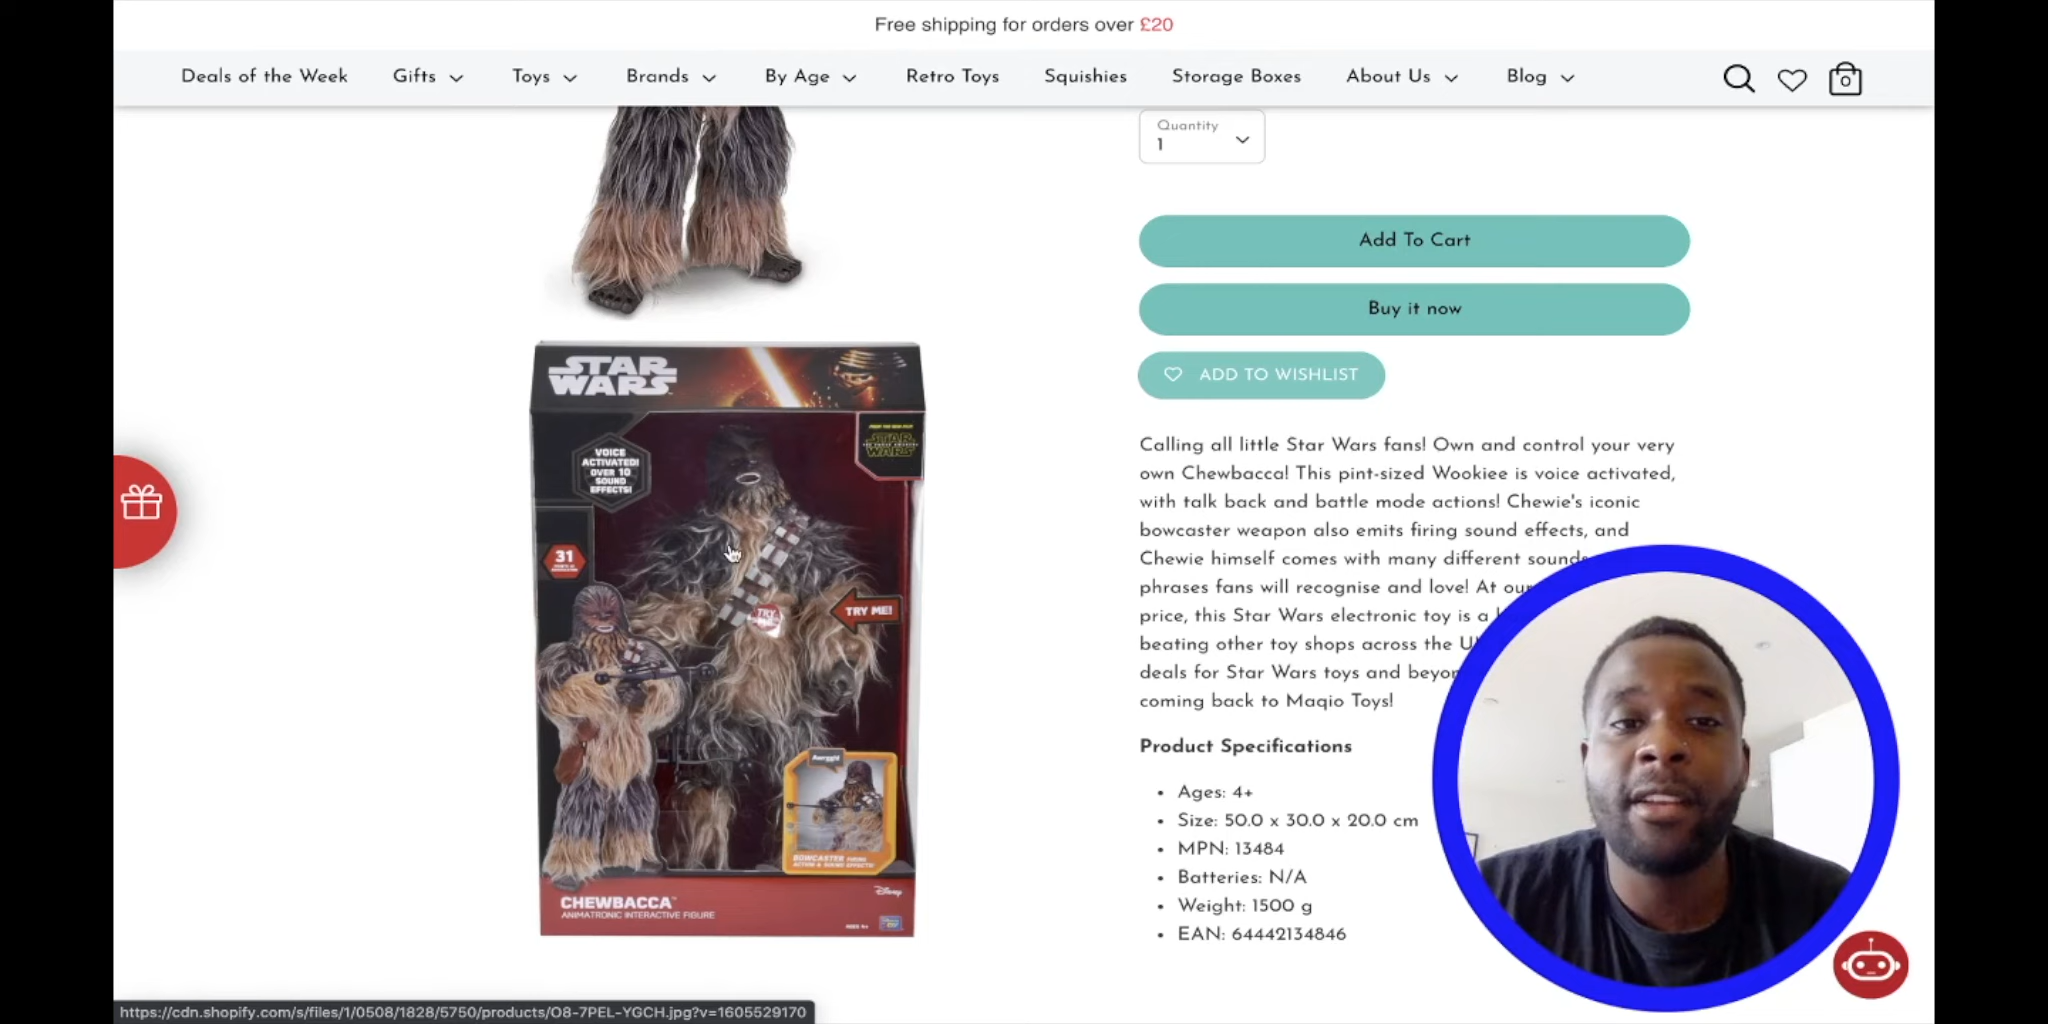 Free shipping for orders over £20
Deals of the Week Gifts Toys Brands By Age Retro Toys Squishies Storage Boxes About Us Blog
0
Quantity
1
Add To Cart
Buy it now
ADD TO WISHLIST
Calling all little Star Wars fans! Own and control your very
own Chewbacca! This pint-sized Wookiee is voice activated,
with talk back and battle mode actions! Chewie's iconic
bowcaster weapon also emits firing sound effects, and
Chewie himself comes with many different sounds
phrases fans will recognise and love! At our
price, this Star Wars electronic toy is a
beating other toy shops across the
deals for Star Wars toys and
coming back to Maqio Toys!
Product Specifications
• Ages: 4+
• Size: 50.0 x 30.0 x 20.0 cm
• MPN: 13484
• Batteries: N/A
• Weight: 1500 g
• EAN: 64442134846
STAR
WARS
VOICE
ACTIVATED!
OVER 10
SOUND
EFFECTS!
STAR
WARS
31
TRY
TRY ME!
BOWCASTER FIRING
ACTION & SOUND EFFECTS!
CHEWBACCA™
ANIMATRONIC INTERACTIVE FIGURE
Disney
AGES 4+
https://cdn.shopify.com/s/files/1/0508/1828/5750/products/O8-7PEL-YGCH.jpg?v=1605529170